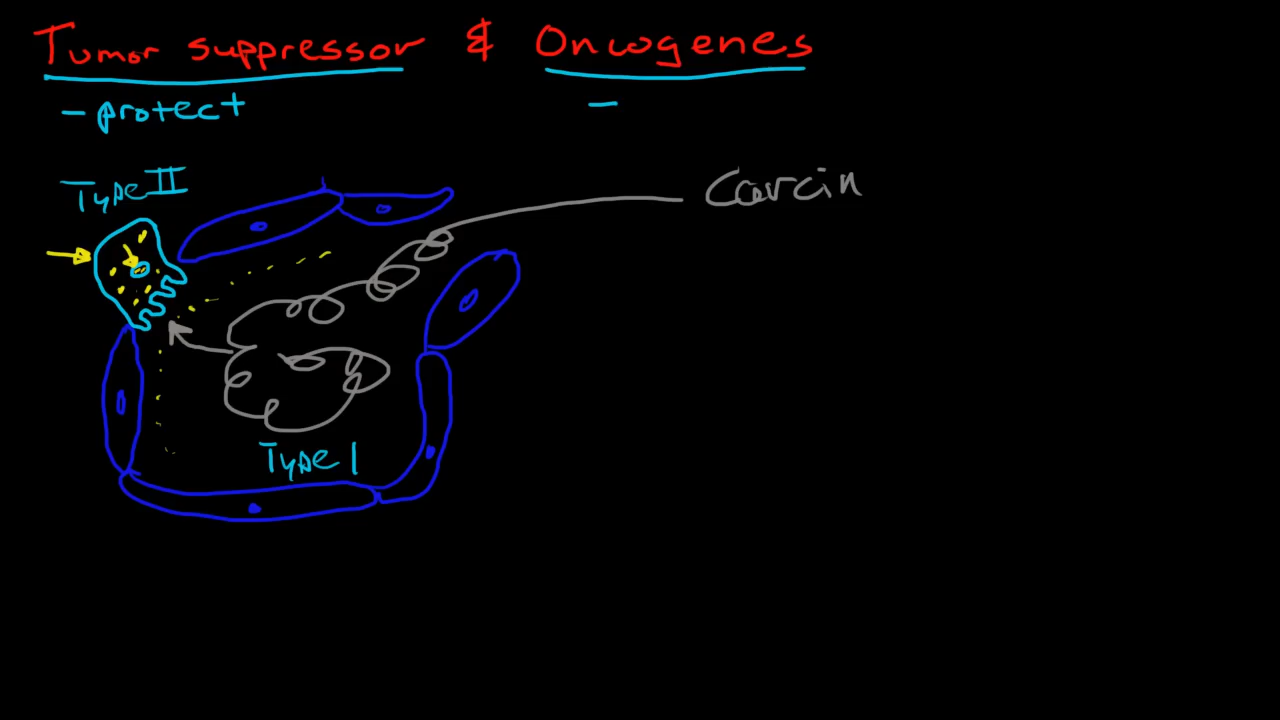 Tumor suppressor & Oncogenes
- protect -
Type II
Carcin
Type I